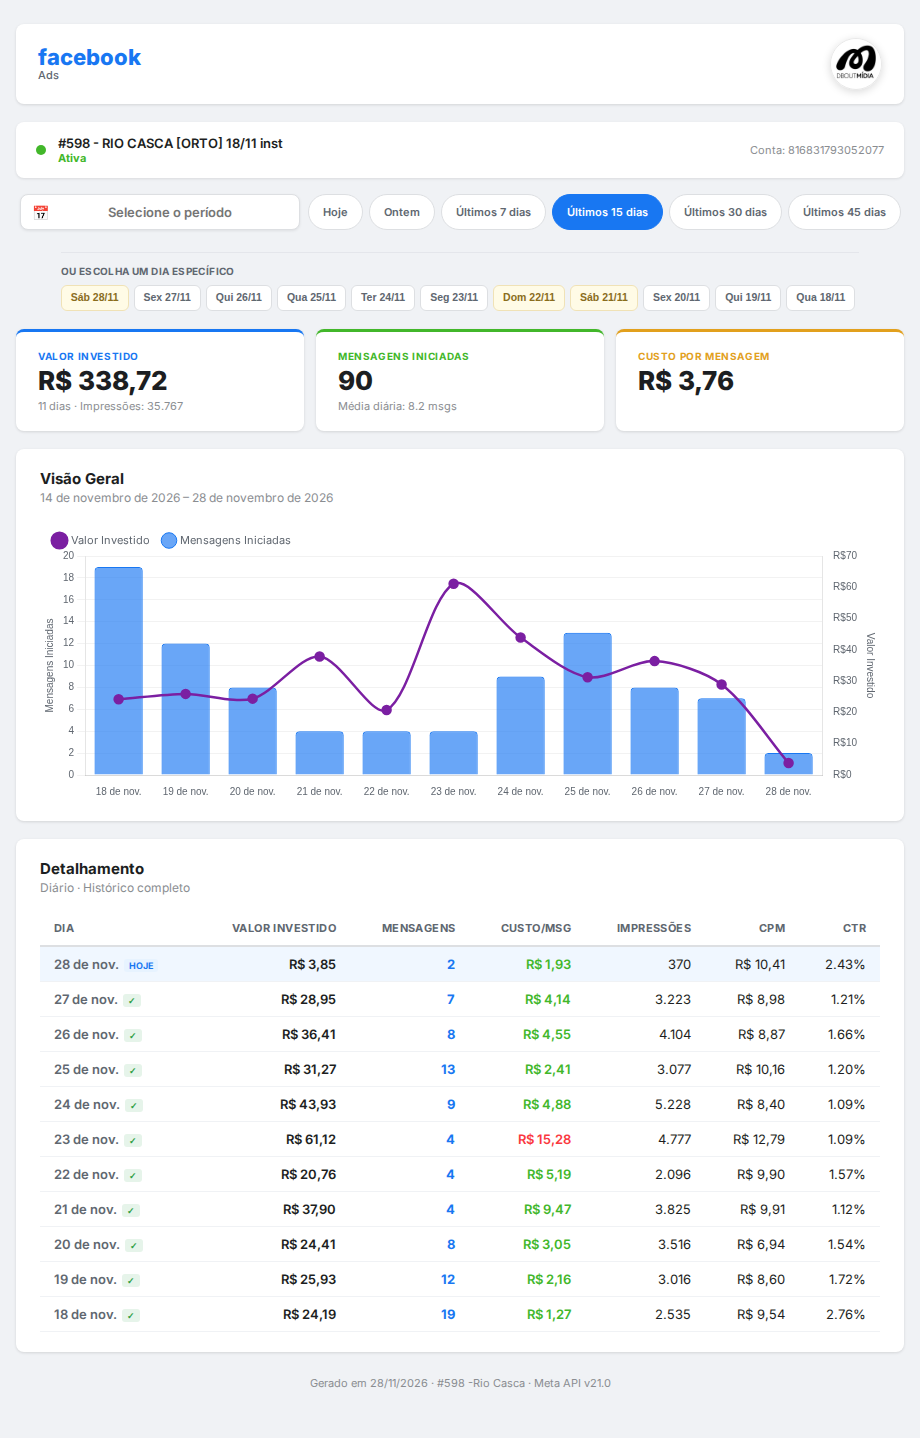 facebook
Ads
DBOUTMÍDIA
#598 - RIO CASCA [ORTO] 18/11 inst
Ativa
Conta: 816831793052077
Selecione o período
Hoje
Ontem
Últimos 7 dias
Últimos 15 dias
Últimos 30 dias
Últimos 45 dias
OU ESCOLHA UM DIA ESPECÍFICO
Sáb 28/11
Sex 27/11
Qui 26/11
Qua 25/11
Ter 24/11
Seg 23/11
Dom 22/11
Sáb 21/11
Sex 20/11
Qui 19/11
Qua 18/11
VALOR INVESTIDO
R$ 338,72
11 dias · Impressões: 35.767
MENSAGENS INICIADAS
90
Média diária: 8.2 msgs
CUSTO POR MENSAGEM
R$ 3,76
Visão Geral
14 de novembro de 2026 – 28 de novembro de 2026
Valor Investido
Mensagens Iniciadas
Mensagens Iniciadas
20
18
16
14
12
10
8
6
4
2
0
R$70
R$60
R$50
R$40
R$30
R$20
R$10
R$0
Valor Investido
18 de nov.
19 de nov.
20 de nov.
21 de nov.
22 de nov.
23 de nov.
24 de nov.
25 de nov.
26 de nov.
27 de nov.
28 de nov.
Detalhamento
Diário · Histórico completo
DIA VALOR INVESTIDO MENSAGENS CUSTO/MSG IMPRESSÕES CPM CTR
28 de nov. HOJE R$ 3,85 2 R$ 1,93 370 R$ 10,41 2.43%
27 de nov. ✓ R$ 28,95 7 R$ 4,14 3.223 R$ 8,98 1.21%
26 de nov. ✓ R$ 36,41 8 R$ 4,55 4.104 R$ 8,87 1.66%
25 de nov. ✓ R$ 31,27 13 R$ 2,41 3.077 R$ 10,16 1.20%
24 de nov. ✓ R$ 43,93 9 R$ 4,88 5.228 R$ 8,40 1.09%
23 de nov. ✓ R$ 61,12 4 R$ 15,28 4.777 R$ 12,79 1.09%
22 de nov. ✓ R$ 20,76 4 R$ 5,19 2.096 R$ 9,90 1.57%
21 de nov. ✓ R$ 37,90 4 R$ 9,47 3.825 R$ 9,91 1.12%
20 de nov. ✓ R$ 24,41 8 R$ 3,05 3.516 R$ 6,94 1.54%
19 de nov. ✓ R$ 25,93 12 R$ 2,16 3.016 R$ 8,60 1.72%
18 de nov. ✓ R$ 24,19 19 R$ 1,27 2.535 R$ 9,54 2.76%
Gerado em 28/11/2026 · #598 -Rio Casca · Meta API v21.0